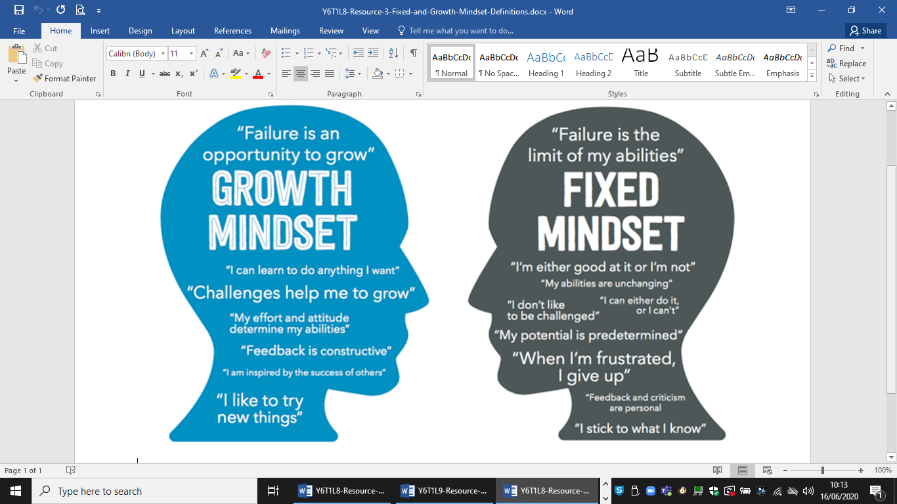 Y6T1L8-Resource-3-Fixed-and-Growth-Mindset-Definitions.docx - Word
File Home Insert Design Layout References Mailings Review View Tell me what you want to do... Share
Cut
Copy
Format Painter
Paste
Calibri (Body) 11
AaBbCcDc AaBbCcDc AaBbCc AaBbCcC AaB AaBbCcC AaBbCcDc AaBbCcDc
¶ Normal ¶ No Spac... Heading 1 Heading 2 Title Subtitle Subtle Em... Emphasis
Find
Replace
Select
Clipboard Font Paragraph Styles Editing
“Failure is an
opportunity to grow”
GROWTH
MINDSET
“I can learn to do anything I want”
“Challenges help me to grow”
“My effort and attitude
determine my abilities”
“Feedback is constructive”
“I am inspired by the success of others”
“I like to try
new things”
“Failure is the
limit of my abilities”
FIXED
MINDSET
“I’m either good at it or I’m not”
“My abilities are unchanging”
“I don’t like
to be challenged”
“I can either do it,
or I can’t”
“My potential is predetermined”
“When I’m frustrated,
I give up”
“Feedback and criticism
are personal
“I stick to what I know”
Page 1 of 1
100%
Type here to search
Y6T1L8-Resource-... Y6T1L9-Resource-... Y6T1L8-Resource-...
10:13
16/06/2020